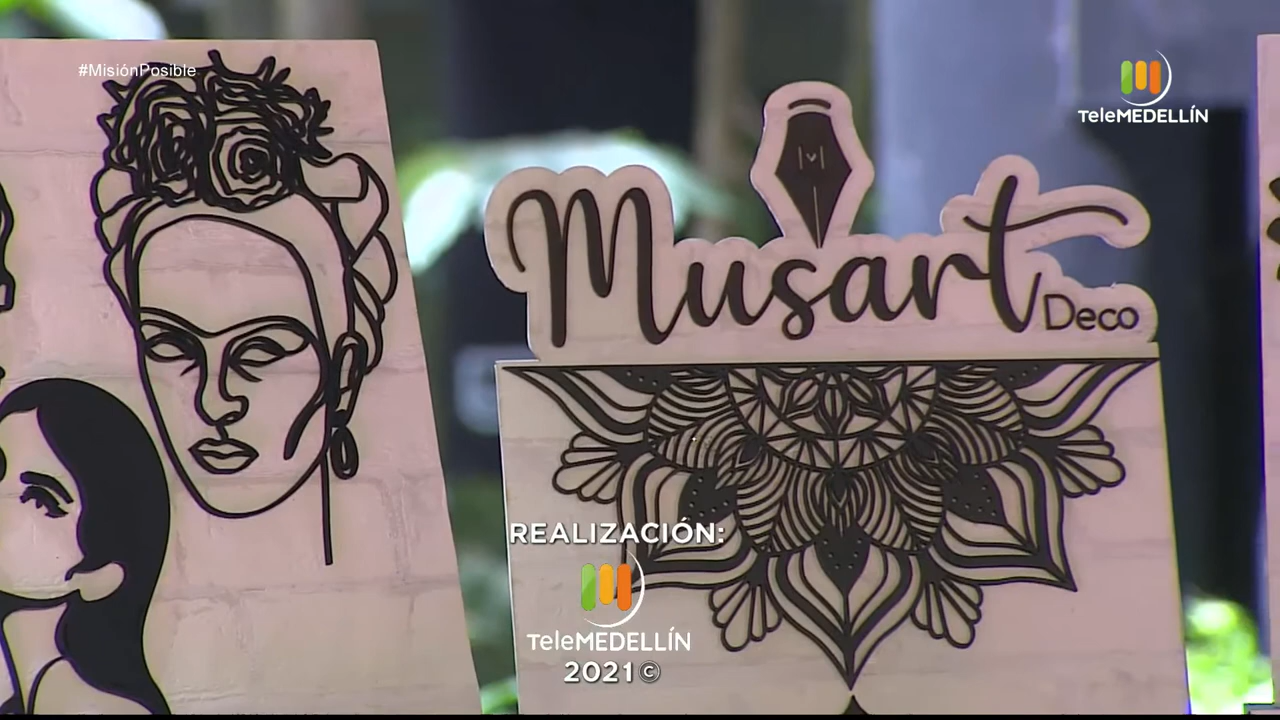 #MisiónPosible
TeleMEDELLÍN
Musart
Deco
REALIZACIÓN:
TeleMEDELLÍN
2021©